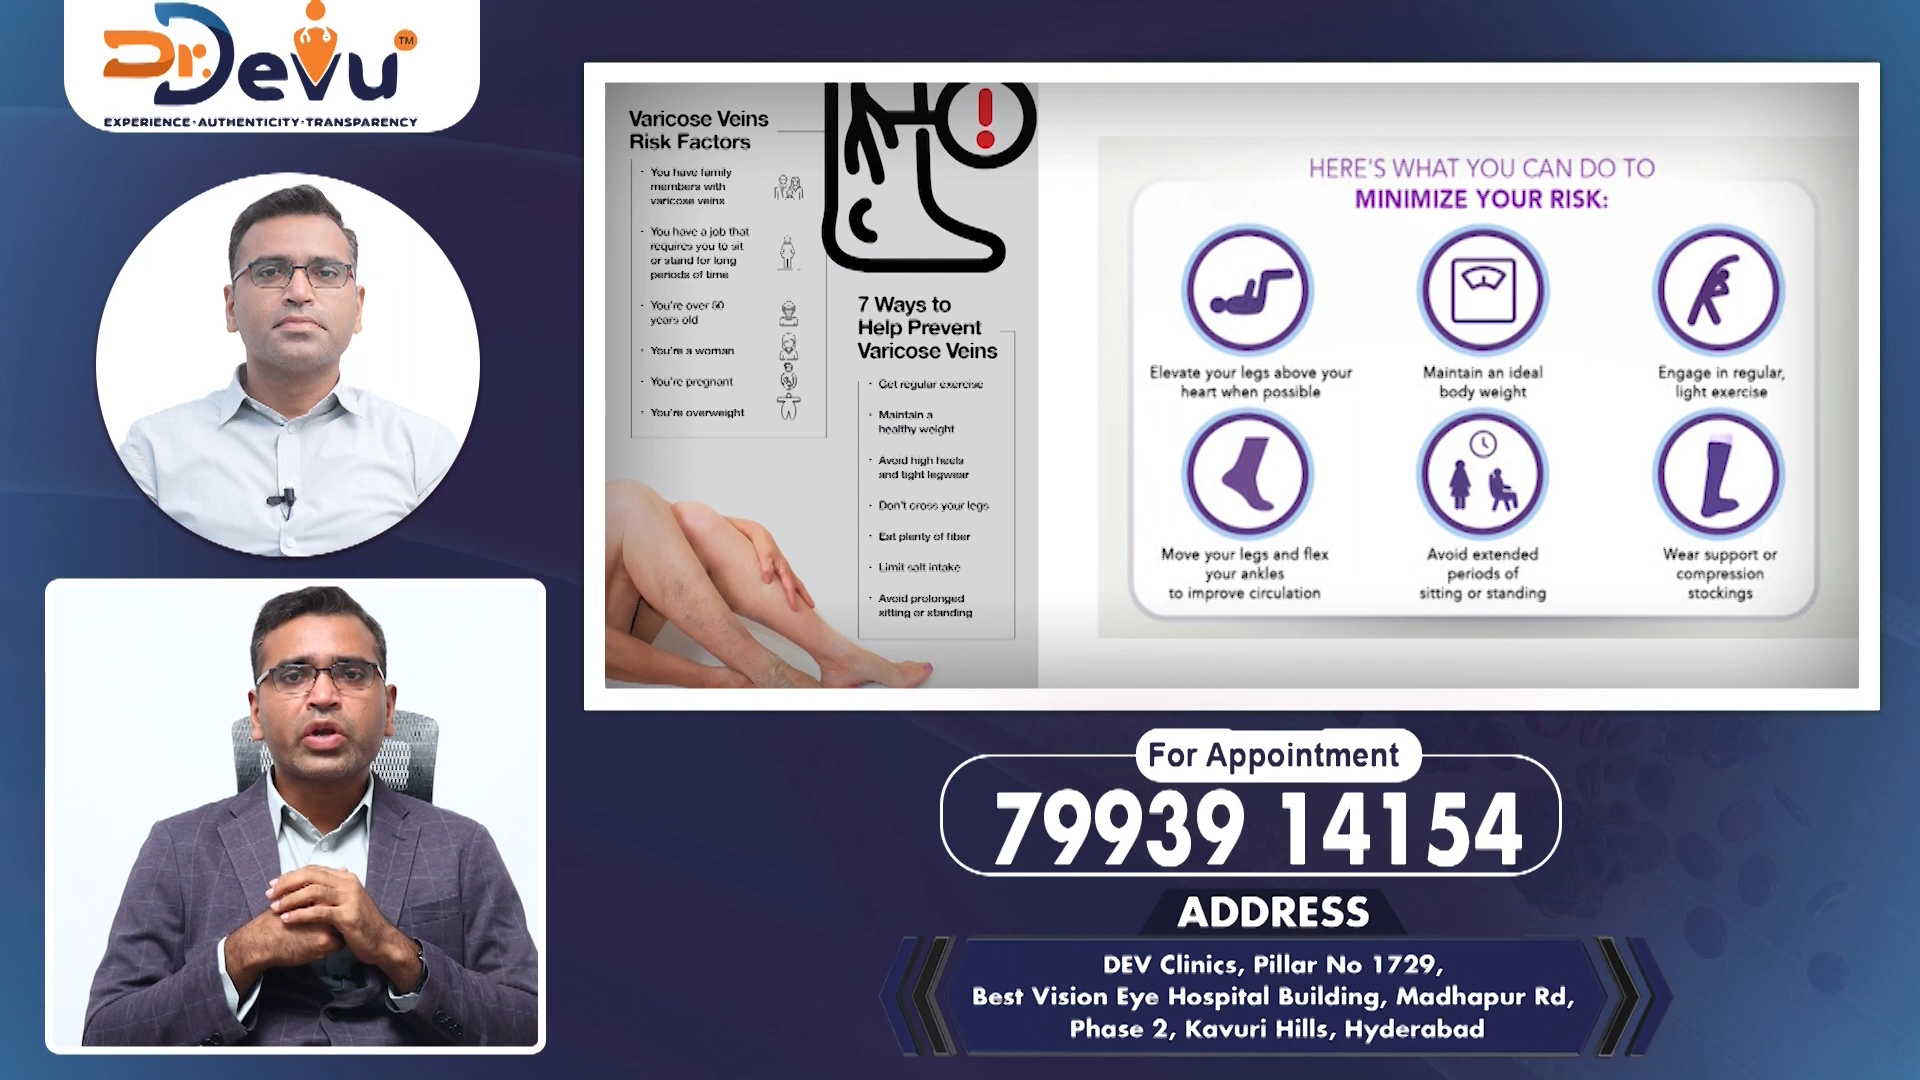 Dr. Devu TM
EXPERIENCE·AUTHENTICITY·TRANSPARENCY
Varicose Veins
Risk Factors
· You have family
members with
varicose veins
· You have a job that
requires you to sit
or stand for long
periods of time
· You're over 50
years old
· You're a woman
· You're pregnant
· You're overweight
7 Ways to
Help Prevent
Varicose Veins
· Get regular exercise
· Maintain a
healthy weight
· Avoid high heels
and tight legwear
· Don't cross your legs
· Eat plenty of fiber
· Limit salt intake
· Avoid prolonged
sitting or standing
HERE'S WHAT YOU CAN DO TO
MINIMIZE YOUR RISK:
Elevate your legs above your
heart when possible
Maintain an ideal
body weight
Engage in regular,
light exercise
Move your legs and flex
your ankles
to improve circulation
Avoid extended
periods of
sitting or standing
Wear support or
compression
stockings
For Appointment
79939 14154
ADDRESS
DEV Clinics, Pillar No 1729,
Best Vision Eye Hospital Building, Madhapur Rd,
Phase 2, Kavuri Hills, Hyderabad